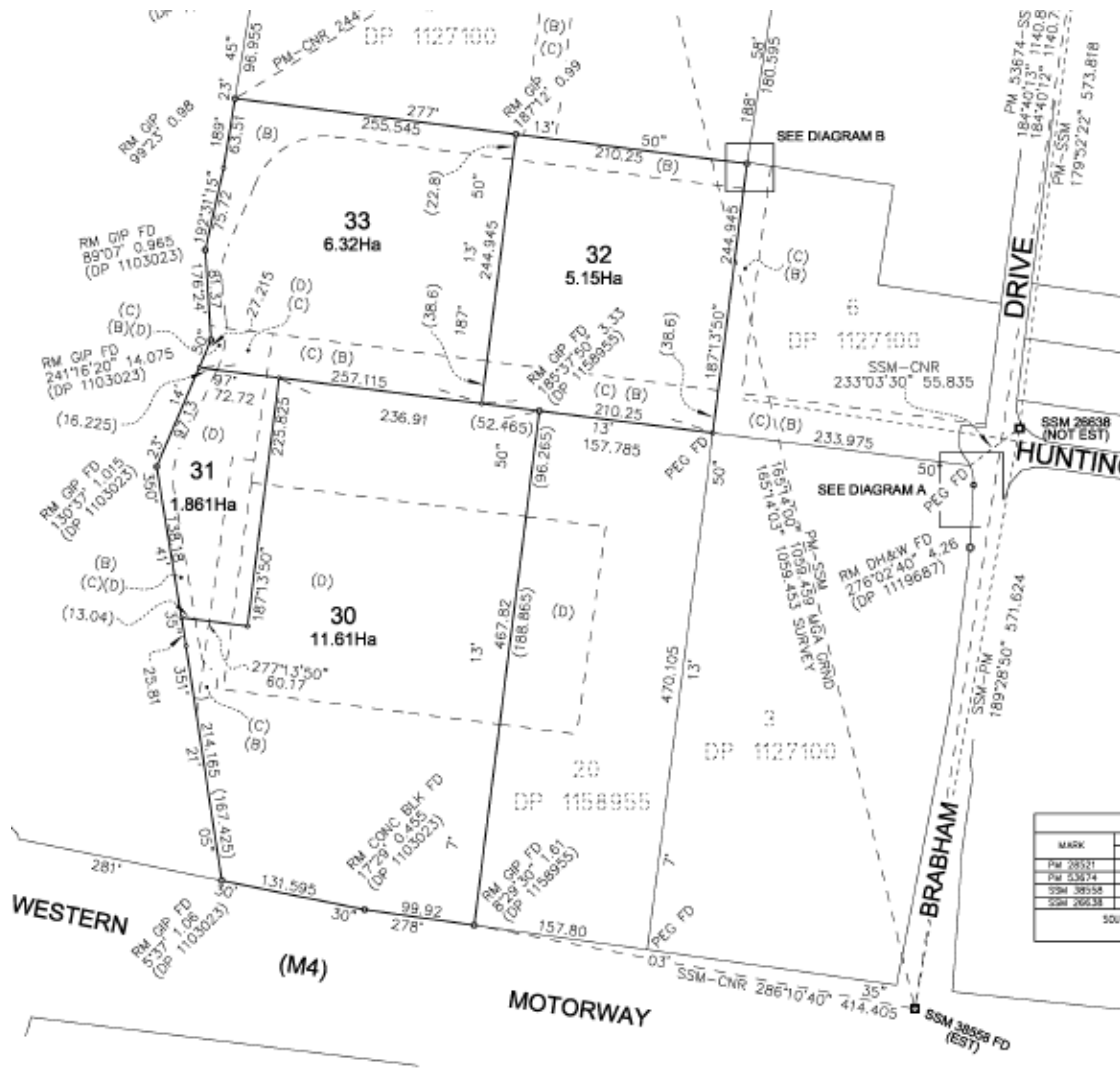 DP 1127100
45"
96.955
23'
PM-CNR 244°
RM GIP
187°12' 0.99
58'
180.595
188°
PM 53674-SS
184°40'13" 1140.8
184°40'12" 1140.7
PM-SSM
179°52'22" 573.818
(B)
(C)
RM GIP
99°23' 0.98
277°
255.545
13'
50"
210.25
(B)
SEE DIAGRAM B
189°
63.51
(B)
(22.8)
50"
192°31'15"
75.72
33
6.32Ha
13'
244.945
32
5.15Ha
244.945
(C)
(B)
DRIVE
RM GIP FD
89°07' 0.965
(DP 1103023)
176°24'
81.37
27.215
(D)
(C)
(38.6)
187°
RM GIP FD
185°37'50" 3.33
(DP 1158955)
(38.6)
187°13'50"
6
DP 1127100
(C)
(B)(D)
50"
(C) (B)
SSM-CNR
233°03'30" 55.835
RM GIP FD
241°16'20" 14.075
(DP 1103023)
97°
72.72
257.115
(C) (B)
(16.225)
14'
97.13
(D)
225.825
236.91
(52.465)
210.25
13'
157.785
PEG FD
(C) (B)
233.975
50"
SSM 26638
(NOT EST)
HUNTING
23°
RM GIP FD
130°37' 1.015
(DP 1103023)
350°
31
1.861Ha
50"
(96.265)
50"
SEE DIAGRAM A
PEG FD
138.18
41'
PM-SSM
165°14'00" 1059.459 MGA GRND
165°14'03" 1059.453 SURVEY
RM DH&W FD
276°02'40" 4.26
(DP 1119687)
(B)
(C)(D)
(13.04)
187°13'50"
(D)
30
11.61Ha
(D)
467.82
(188.865)
35"
13'
277°13'50"
60.17
470.105
13'
SSM-PM
189°28'50" 571.624
25.81
351°
(C)
(B)
214.165
21'
(167.425)
05"
3
DP 1127100
20
DP 1158955
RM CONC BLK FD
17°29' 0.455
(DP 1103023)
7'
RM GIP FD
8°29'30" 1.61
(DP 1158955)
7'
BRABHAM
MARK
PM 28521
PM 53674
SSM 38558
SSM 26638
SOU
281°
131.595
30"
99.92
278°
157.80
PEG FD
03'
WESTERN
RM GIP FD
5°37' 1.06
(DP 1103023)
(M4)
SSM-CNR 286°10'40" 414.405
35"
MOTORWAY
SSM 38558 FD
(EST)